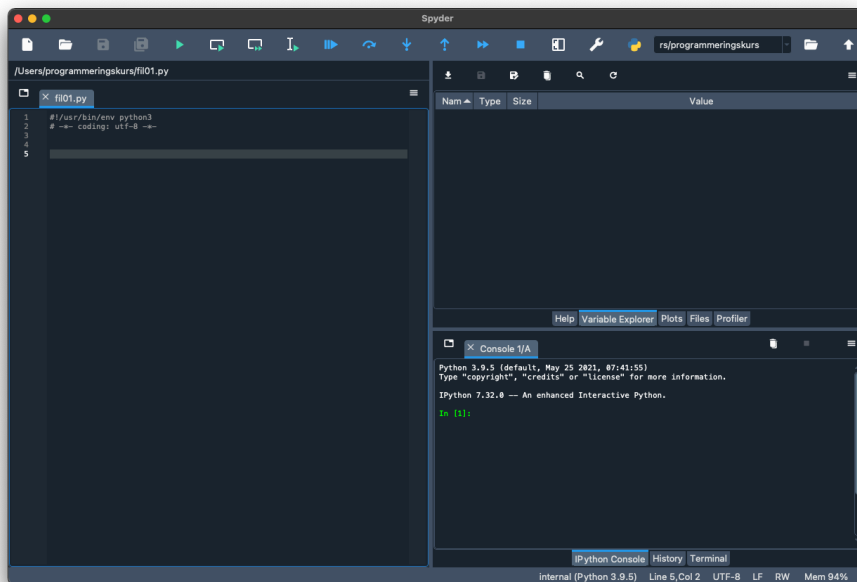 Spyder
rs/programmeringskurs
/Users/programmeringskurs/fil01.py
fil01.py
1 #!/usr/bin/env python3
2 # -*- coding: utf-8 -*-
3
4
5
Nam Type Size Value
Help Variable Explorer Plots Files Profiler
Console 1/A
Python 3.9.5 (default, May 25 2021, 07:41:55)
Type "copyright", "credits" or "license" for more information.
IPython 7.32.0 -- An enhanced Interactive Python.
In [1]:
IPython Console History Terminal
internal (Python 3.9.5) Line 5,Col 2 UTF-8 LF RW Mem 94%